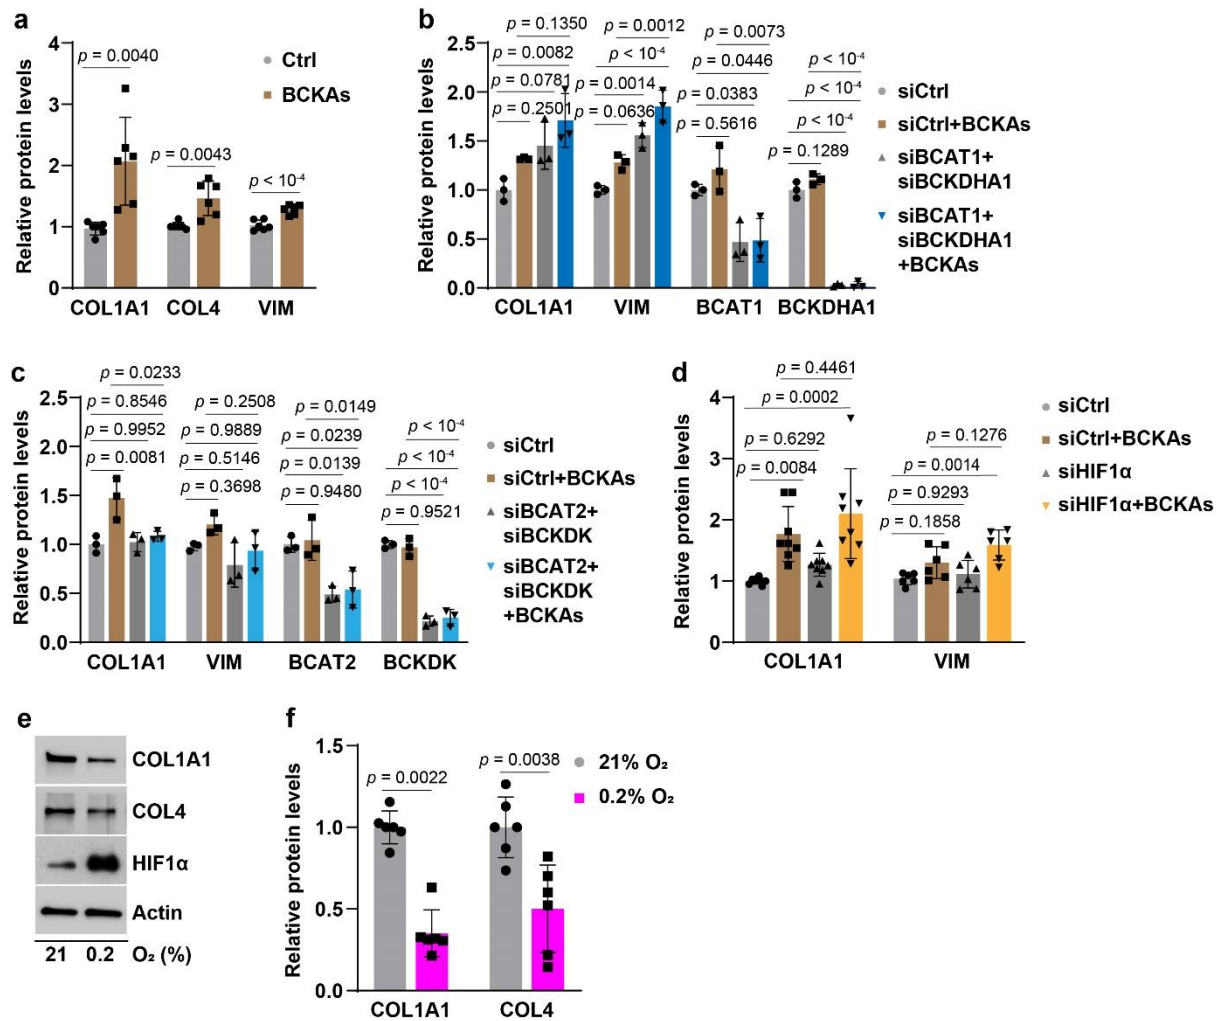 a
p = 0.0040
p = 0.0043
p < 10⁻⁴
Relative protein levels
4
3
2
1
0
COL1A1 COL4 VIM
Ctrl
BCKAs
b
p = 0.1350 p = 0.0012 p = 0.0073
p = 0.0082 p < 10⁻⁴ p = 0.0446 p < 10⁻⁴
p = 0.0781 p = 0.0014 p = 0.0383 p < 10⁻⁴
p = 0.2501 p = 0.0636 p = 0.5616 p < 10⁻⁴
p = 0.1289
Relative protein levels
2.5
2.0
1.5
1.0
0.5
0.0
COL1A1 VIM BCAT1 BCKDHA1
siCtrl
siCtrl+BCKAs
siBCAT1+
siBCKDHA1
siBCAT1+
siBCKDHA1
+BCKAs
c
p = 0.0233
p = 0.8546 p = 0.2508 p = 0.0149
p = 0.9952 p = 0.9889 p = 0.0239 p < 10⁻⁴
p = 0.0081 p = 0.5146 p = 0.0139 p < 10⁻⁴
p = 0.3698 p = 0.9480 p < 10⁻⁴
p = 0.9521
Relative protein levels
2.5
2.0
1.5
1.0
0.5
0.0
COL1A1 VIM BCAT2 BCKDK
siCtrl
siCtrl+BCKAs
siBCAT2+
siBCKDK
siBCAT2+
siBCKDK
+BCKAs
d
p = 0.4461
p = 0.0002
p = 0.6292 p = 0.1276
p = 0.0084 p = 0.0014
p = 0.9293
p = 0.1858
Relative protein levels
4
3
2
1
0
COL1A1 VIM
siCtrl
siCtrl+BCKAs
siHIF1α
siHIF1α+BCKAs
e
COL1A1
COL4
HIF1α
Actin
21 0.2 O₂ (%)
f
p = 0.0022 p = 0.0038
Relative protein levels
1.5
1.0
0.5
0.0
COL1A1 COL4
21% O₂
0.2% O₂